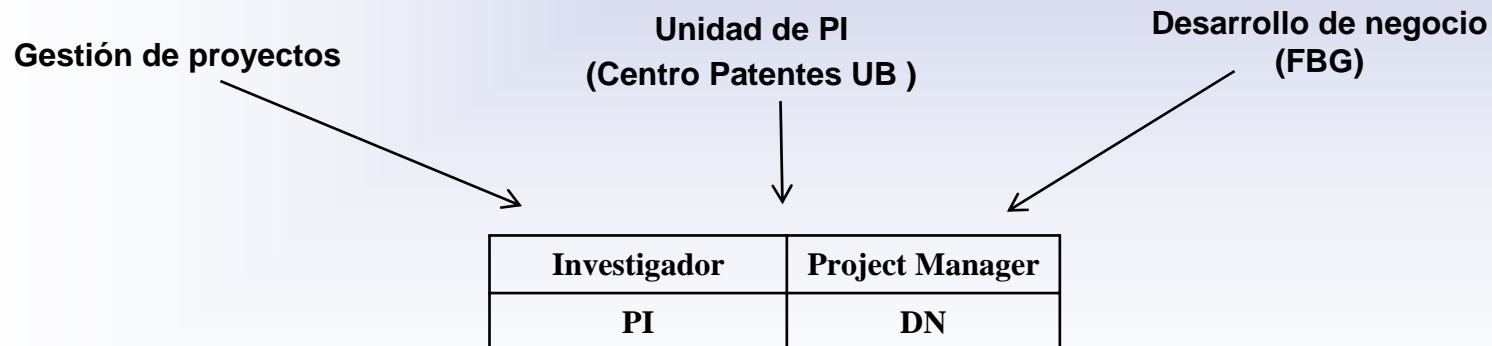 Gestión de proyectos
Unidad de PI
(Centro Patentes UB )
Desarrollo de negocio
(FBG)
Investigador Project Manager
PI DN